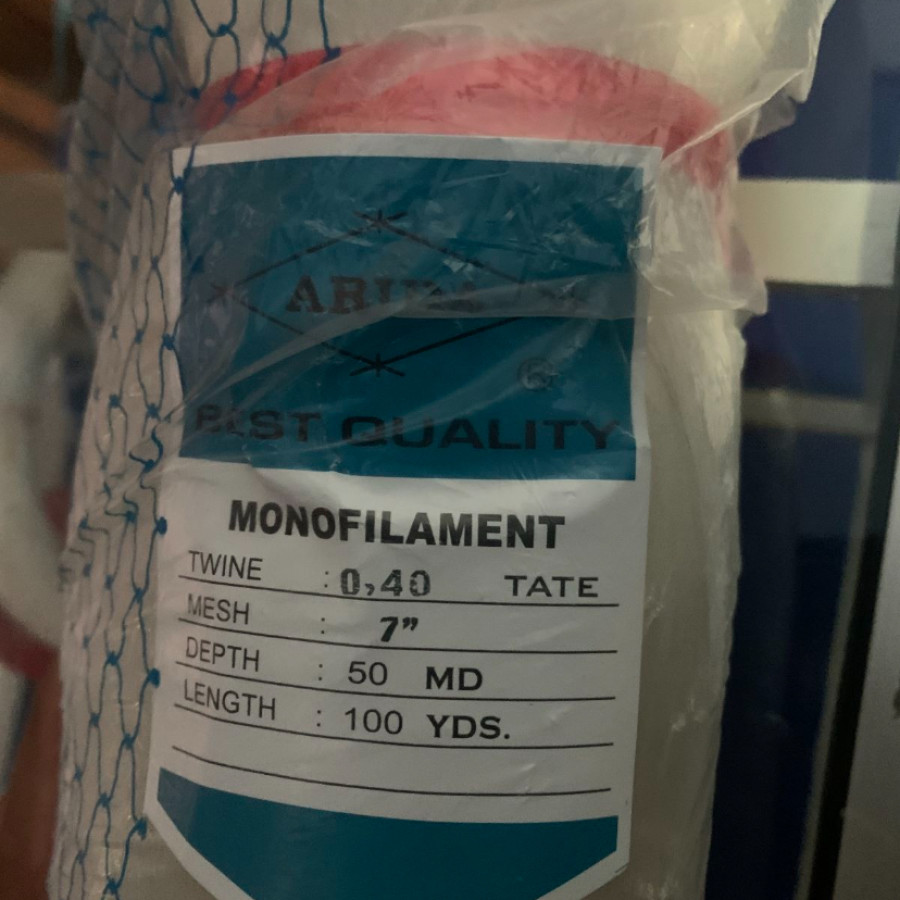 BEST QUALITY
MONOFILAMENT
TWINE : 0,40 TATE
MESH : 7”
DEPTH : 50 MD
LENGTH : 100 YDS.